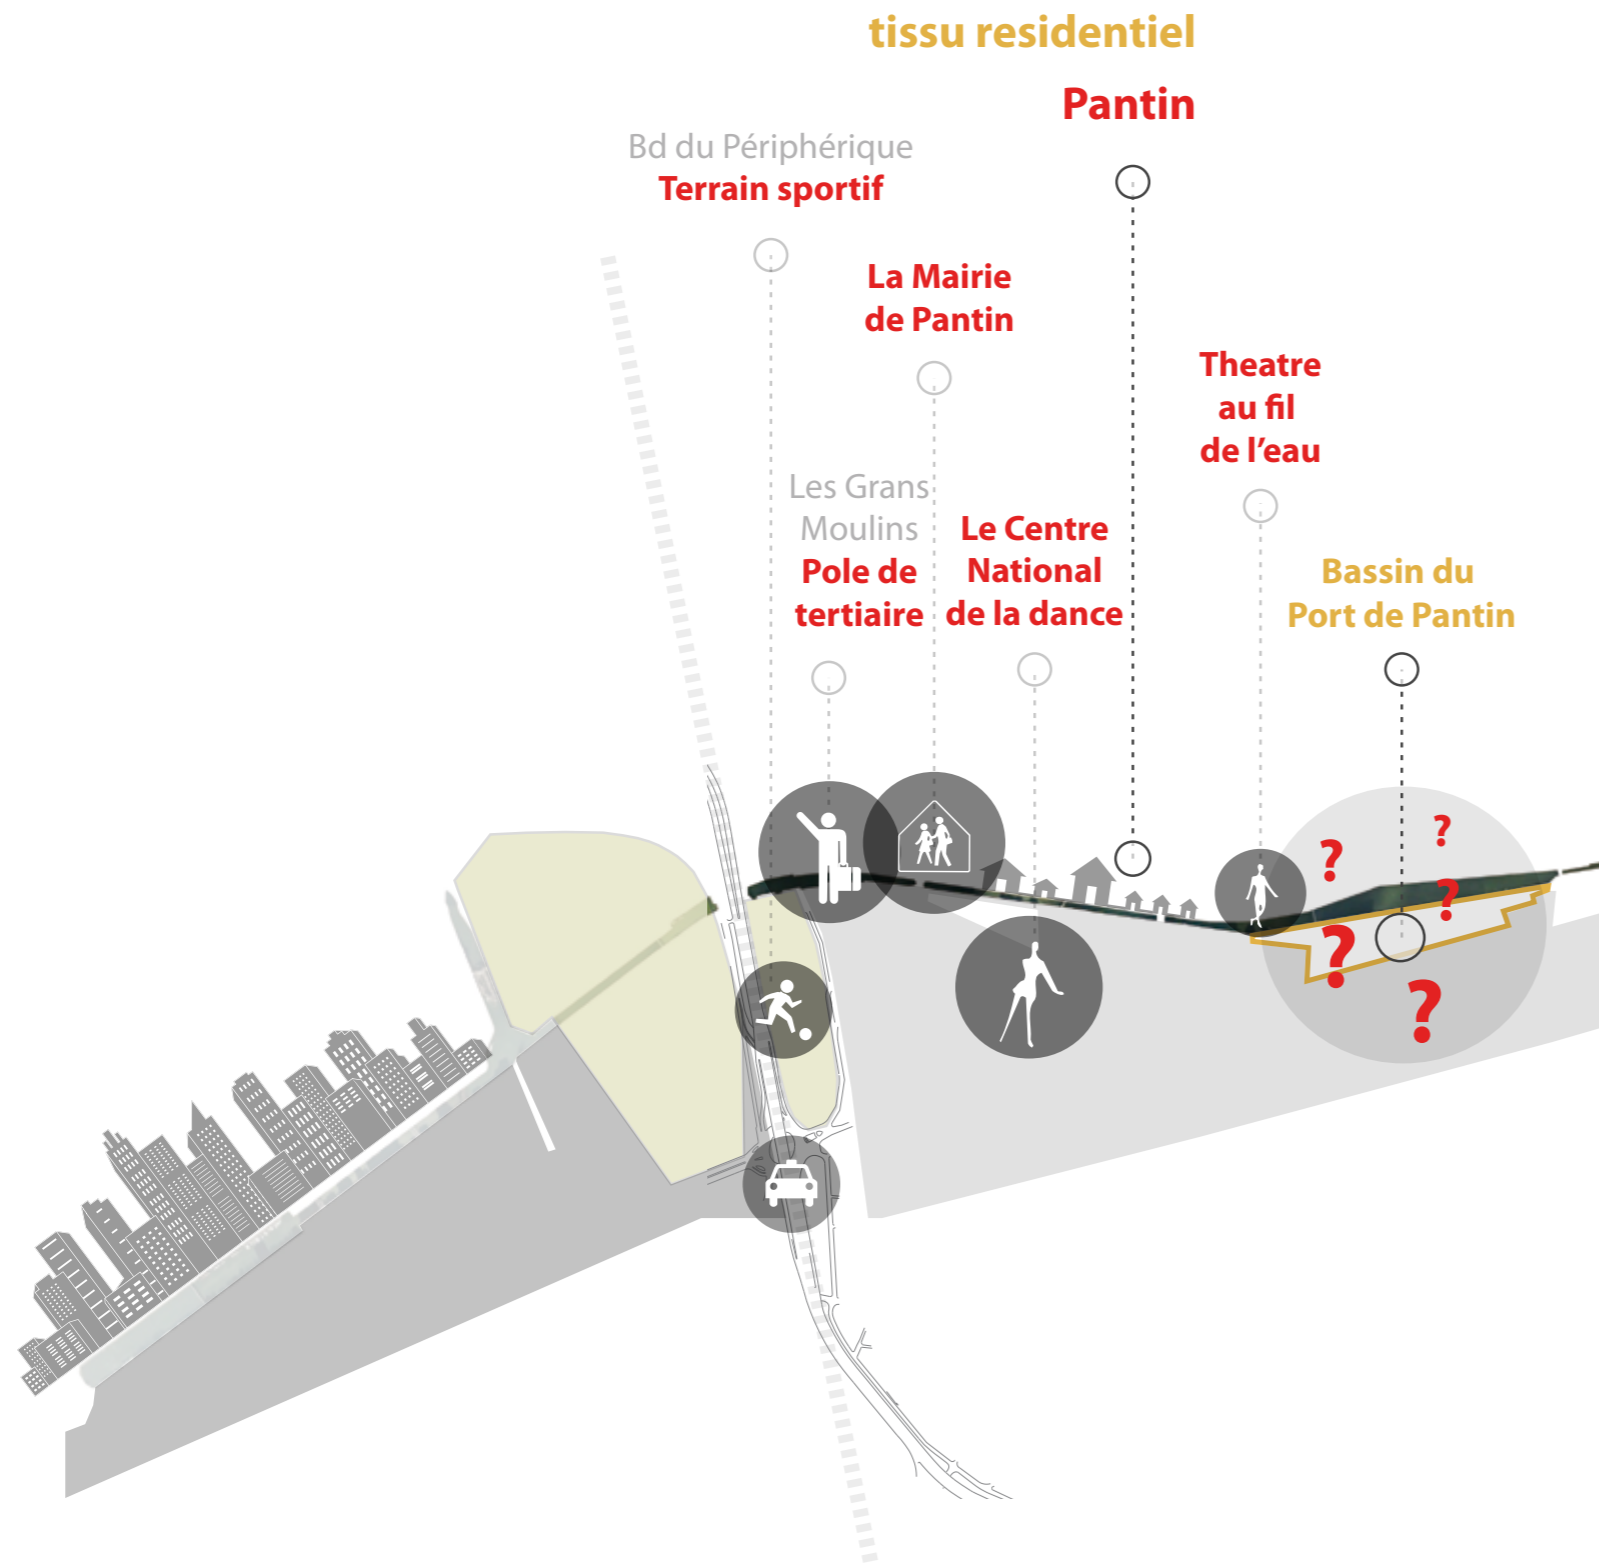 tissu residentiel
Pantin
Bd du Périphérique
Terrain sportif
La Mairie
de Pantin
Theatre
au fil
de l’eau
Les Grans
Moulins
Pole de
tertiaire
Le Centre
National
de la dance
Bassin du
Port de Pantin
?
?
?
?
?